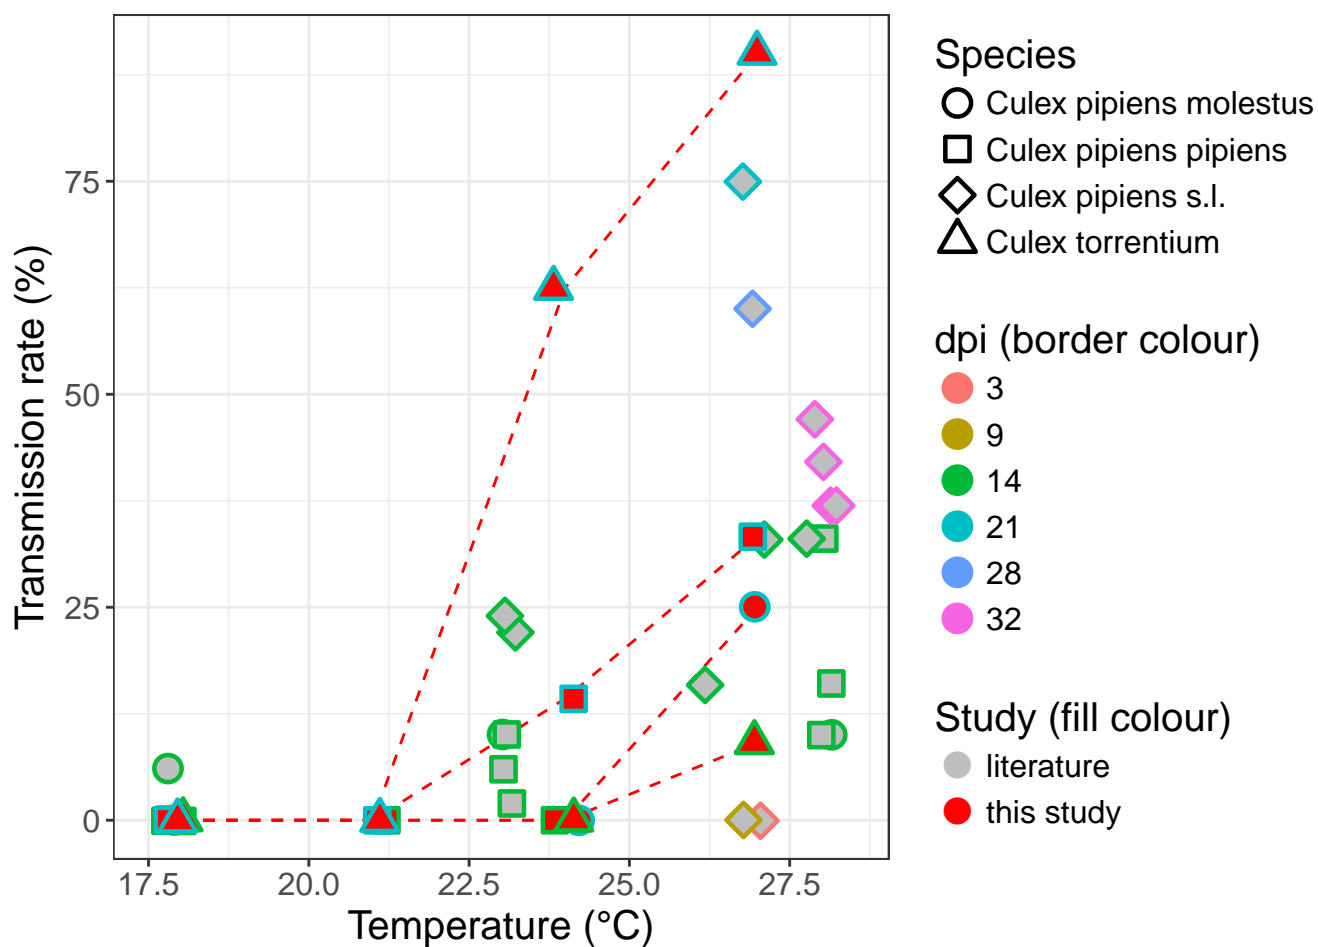 Transmission rate (%)
75
50
25
0
17.5 20.0 22.5 25.0 27.5
Temperature (°C)
Species
Culex pipiens molestus
Culex pipiens pipiens
Culex pipiens s.l.
Culex torrentium
dpi (border colour)
3
9
14
21
28
32
Study (fill colour)
literature
this study